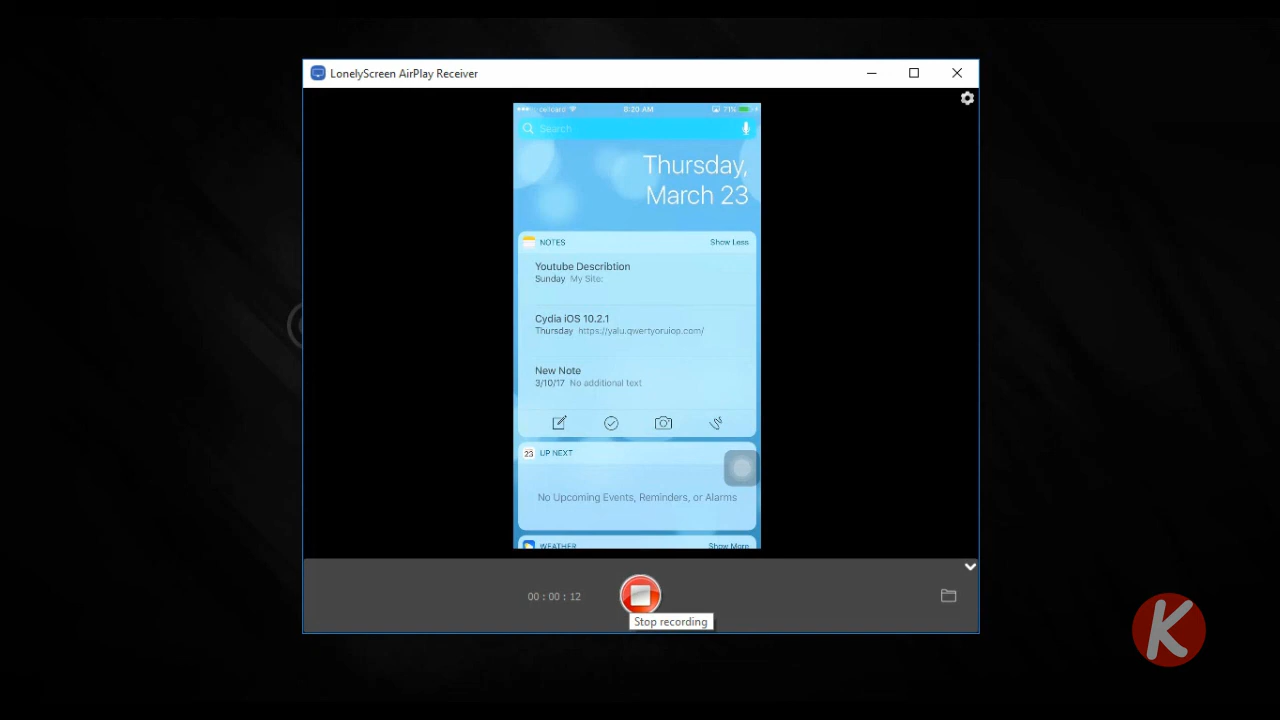 LonelyScreen AirPlay Receiver
cellcard 8:20 AM 71%
Search
Thursday,
March 23
NOTES Show Less
Youtube Describtion
Sunday My Site:
Cydia iOS 10.2.1
Thursday https://yalu.qwertyoruiop.com/
New Note
3/10/17 No additional text
23 UP NEXT
No Upcoming Events, Reminders, or Alarms
WEATHER Show More
00 : 00 : 12
Stop recording
K